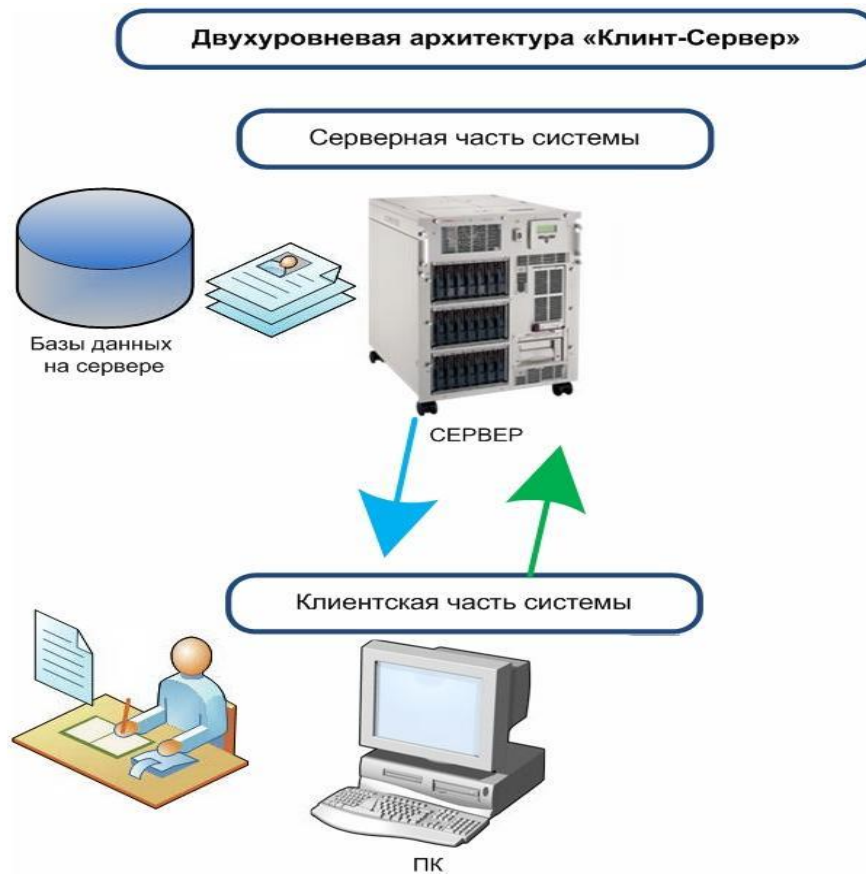 Двухуровневая архитектура «Клинт-Сервер»
Серверная часть системы
Базы данных
на сервере
СЕРВЕР
Клиентская часть системы
ПК